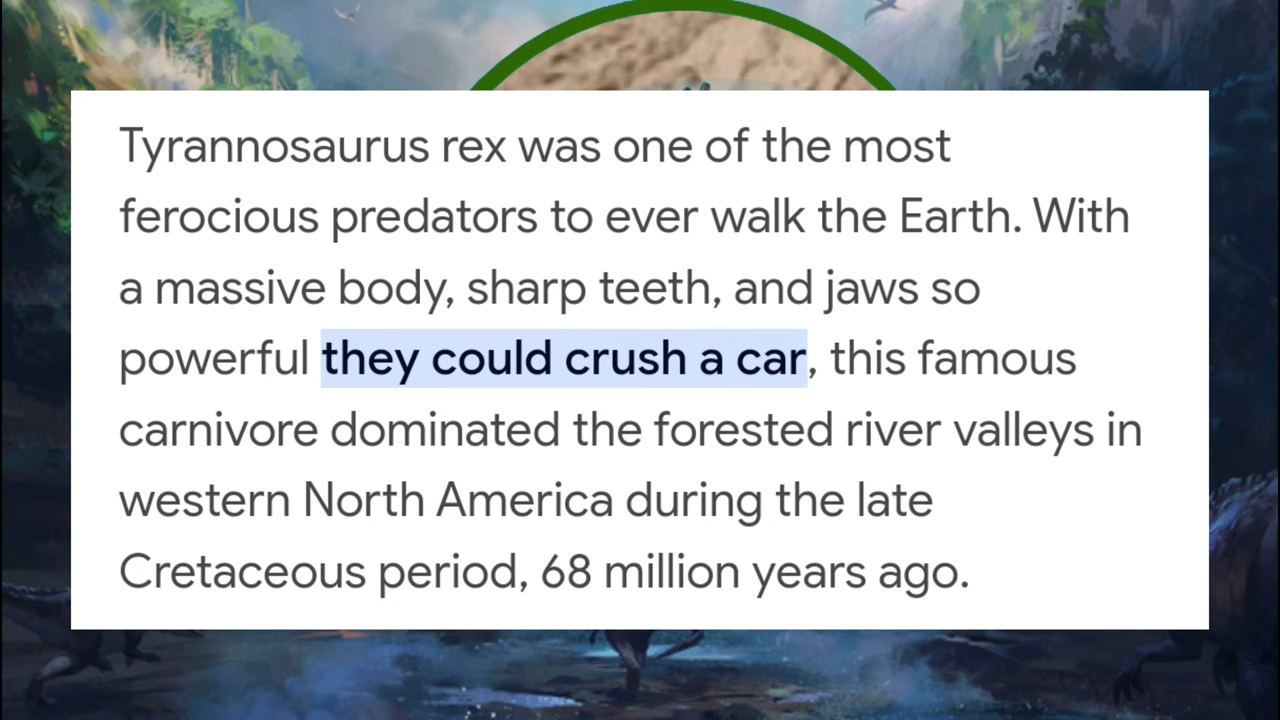 Tyrannosaurus rex was one of the most
ferocious predators to ever walk the Earth. With
a massive body, sharp teeth, and jaws so
powerful they could crush a car, this famous
carnivore dominated the forested river valleys in
western North America during the late
Cretaceous period, 68 million years ago.